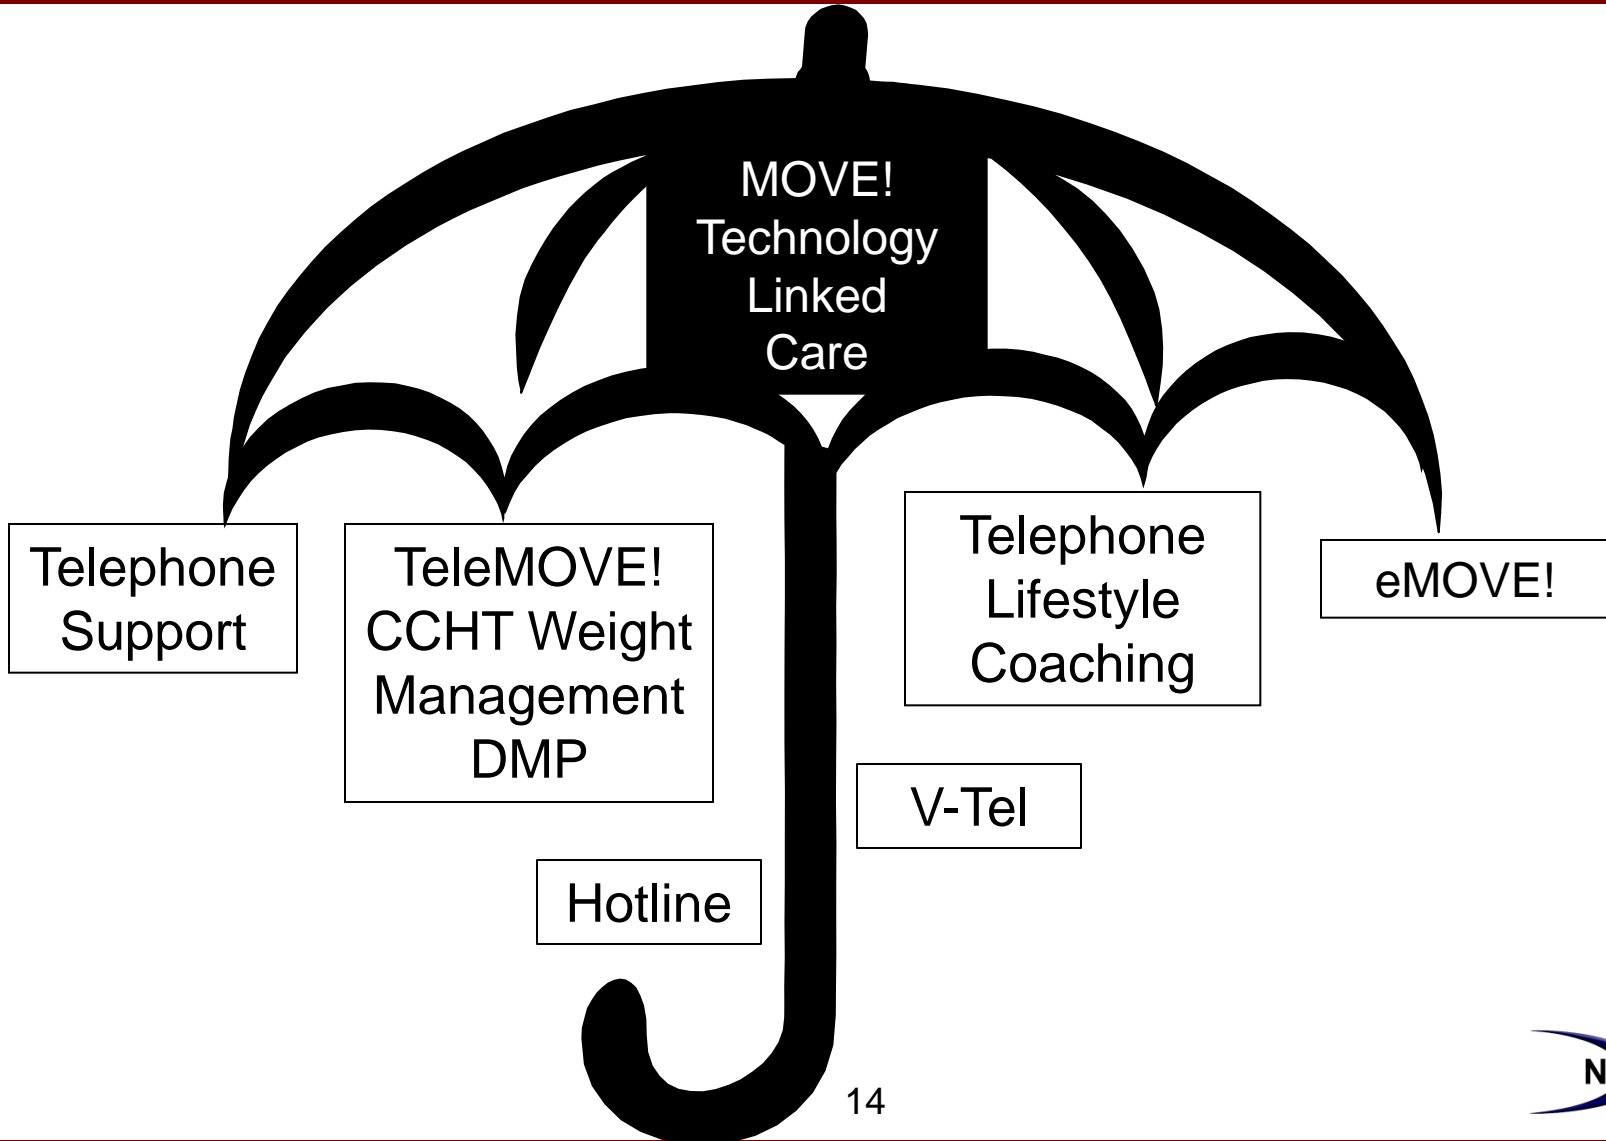 MOVE!
Technology
Linked
Care
Telephone
Support
TeleMOVE!
CCHT Weight
Management
DMP
Telephone
Lifestyle
Coaching
eMOVE!
V-Tel
Hotline
14
N